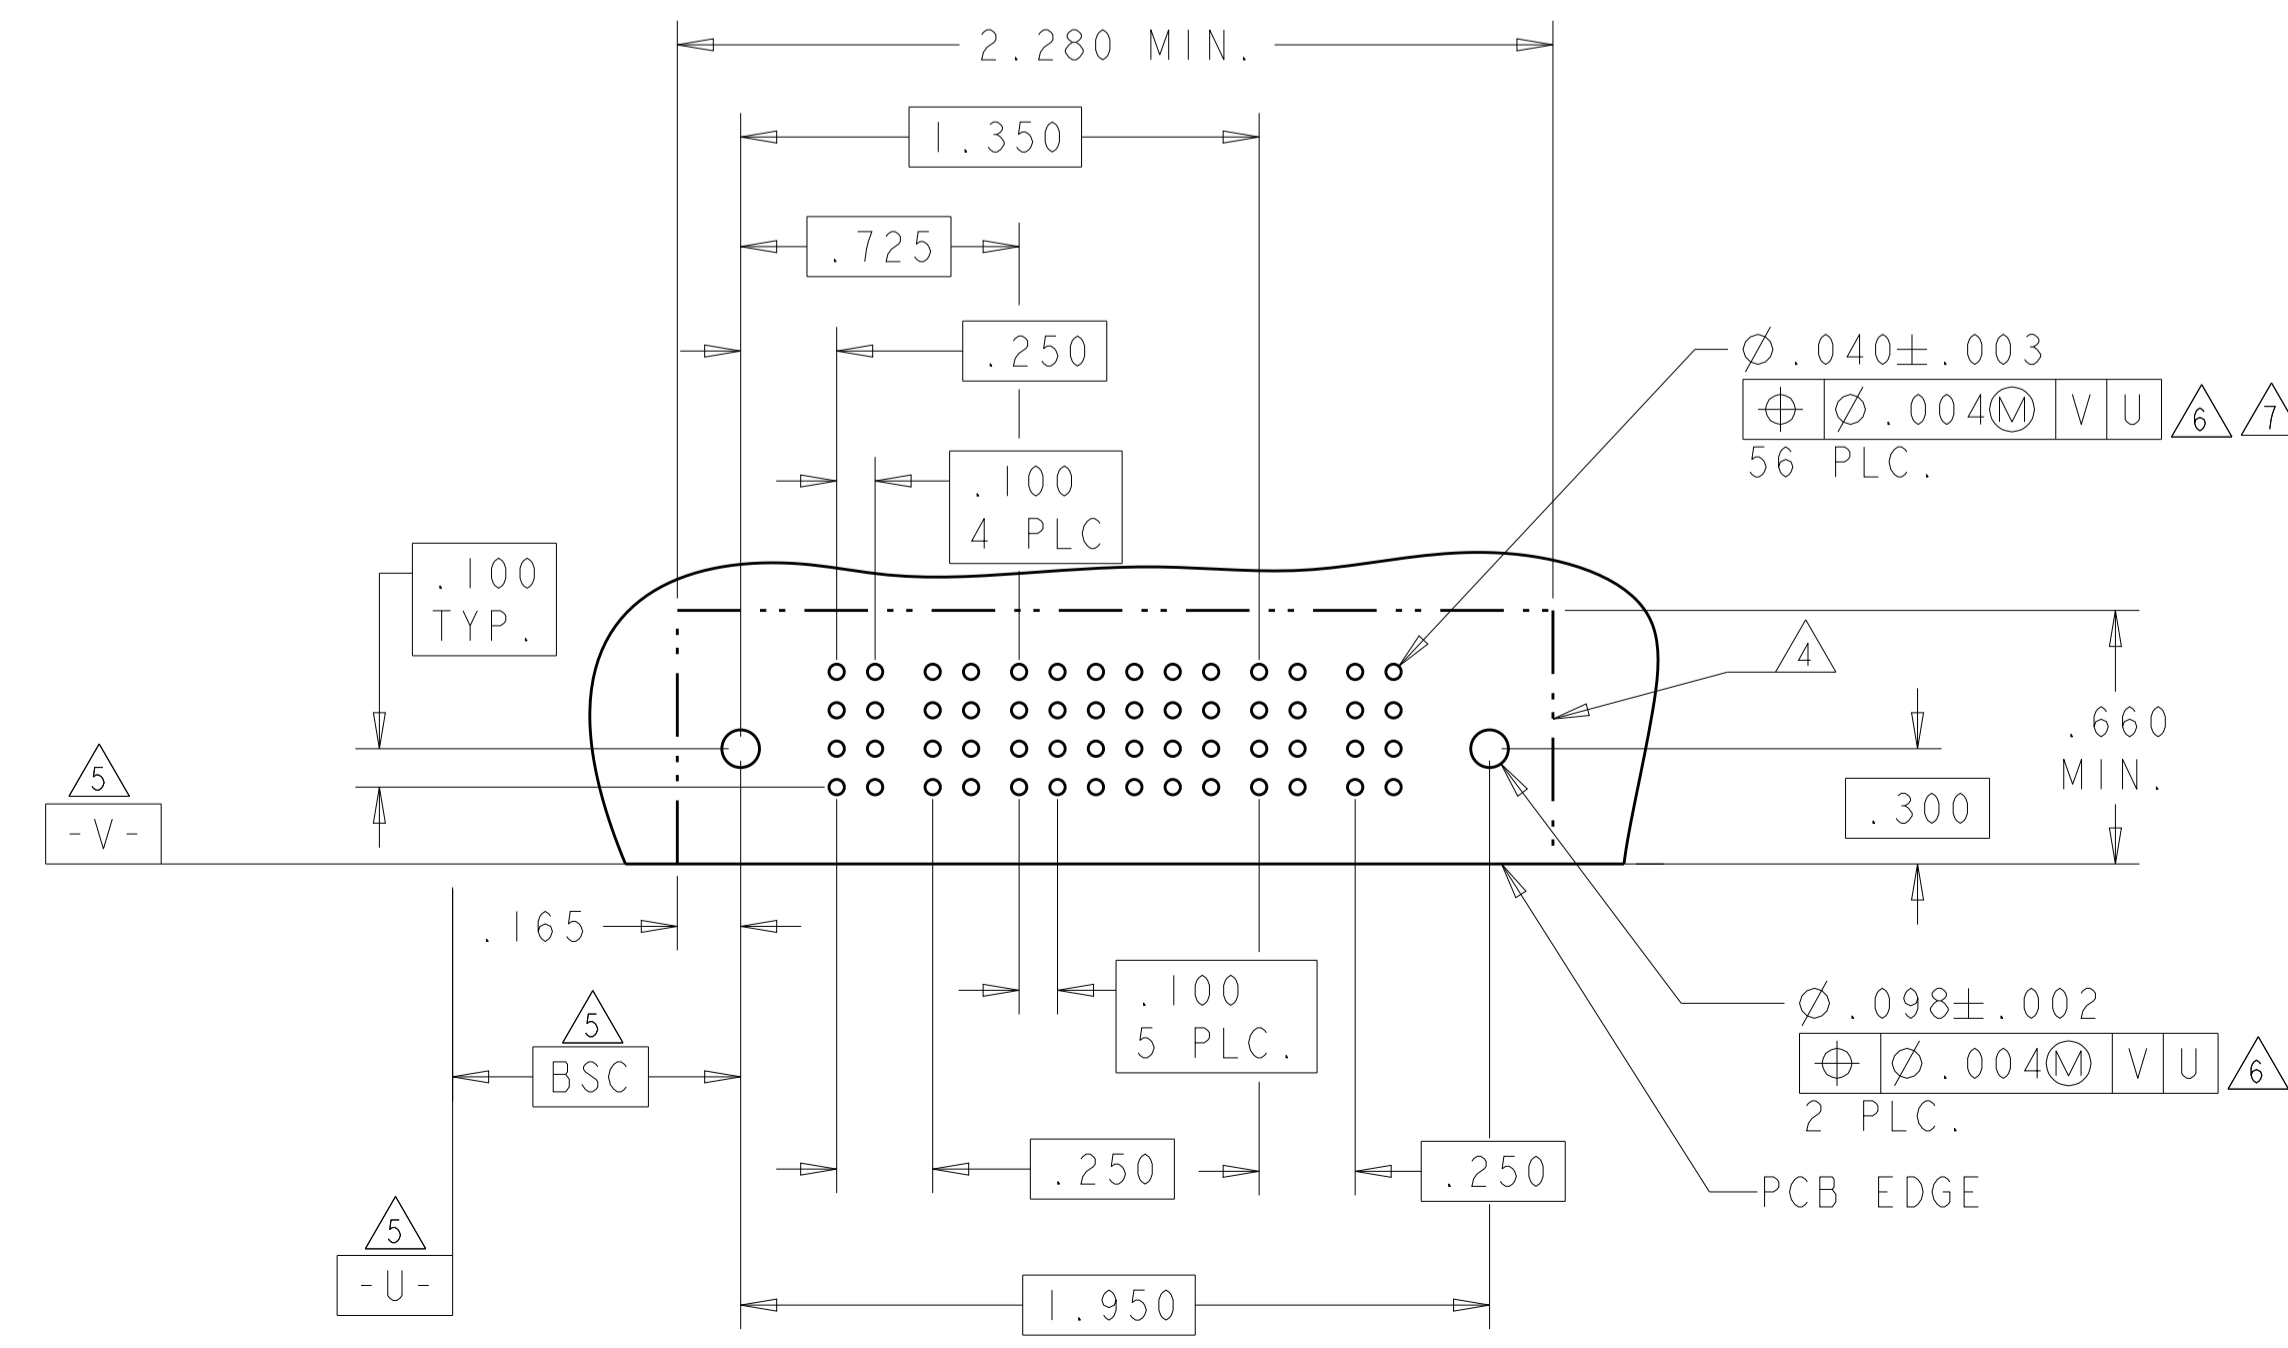 2.280 MIN.
1.350
.725
.250
.100
4 PLC
Ø.040±.003
⌖ Ø.004Ⓜ V U 6 7
56 PLC.
.100
TYP.
4
.660
MIN.
.300
5
-V-
.165
.100
5 PLC.
Ø.098±.002
⌖ Ø.004Ⓜ V U 6
2 PLC.
5
BSC
.250
.250
PCB EDGE
5
-U-
1.950